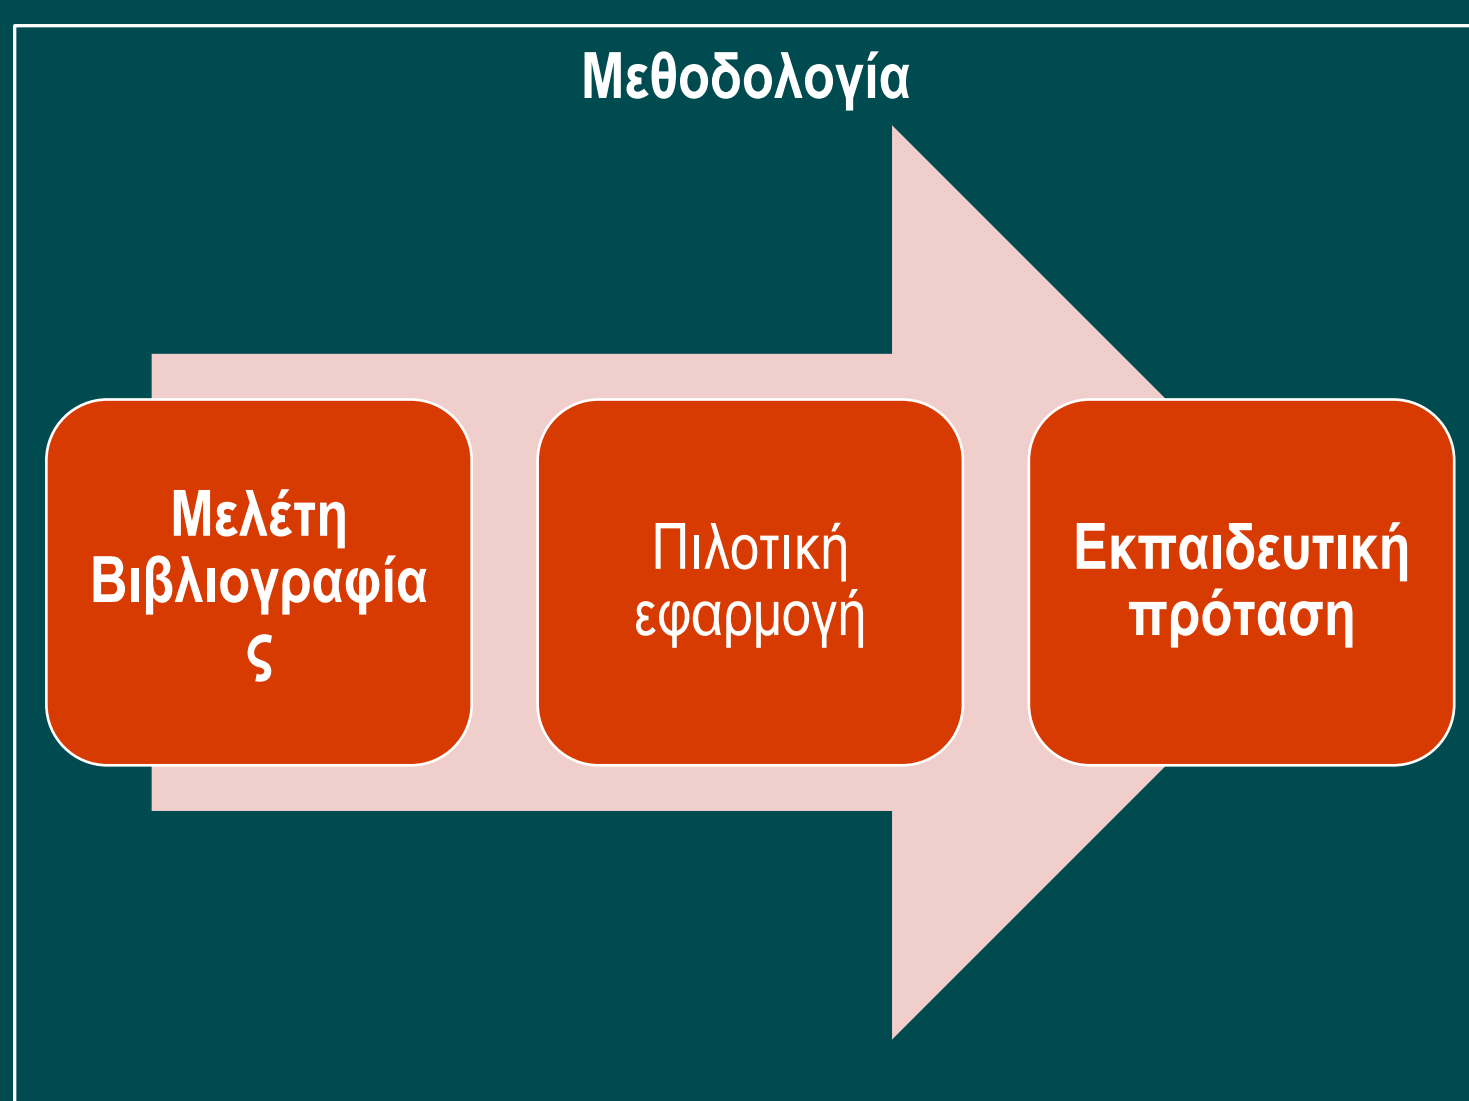 Μεθοδολογία
Μελέτη
Βιβλιογραφία
ς
Πιλοτική
εφαρμογή
Εκπαιδευτική
πρόταση